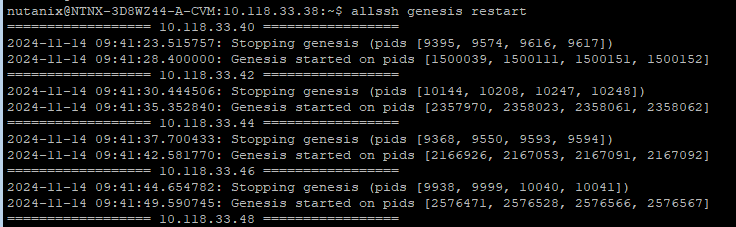 nutanix@NTNX-3D8WZ44-A-CVM:10.118.33.38:~$ allssh genesis restart
================== 10.118.33.40 =================
2024-11-14 09:41:23.515757: Stopping genesis (pids [9395, 9574, 9616, 9617])
2024-11-14 09:41:28.400000: Genesis started on pids [1500039, 1500111, 1500151, 1500152]
================== 10.118.33.42 =================
2024-11-14 09:41:30.444506: Stopping genesis (pids [10144, 10208, 10247, 10248])
2024-11-14 09:41:35.352840: Genesis started on pids [2357970, 2358023, 2358061, 2358062]
================== 10.118.33.44 =================
2024-11-14 09:41:37.700433: Stopping genesis (pids [9368, 9550, 9593, 9594])
2024-11-14 09:41:42.581770: Genesis started on pids [2166926, 2167053, 2167091, 2167092]
================== 10.118.33.46 =================
2024-11-14 09:41:44.654782: Stopping genesis (pids [9938, 9999, 10040, 10041])
2024-11-14 09:41:49.590745: Genesis started on pids [2576471, 2576528, 2576566, 2576567]
================== 10.118.33.48 =================